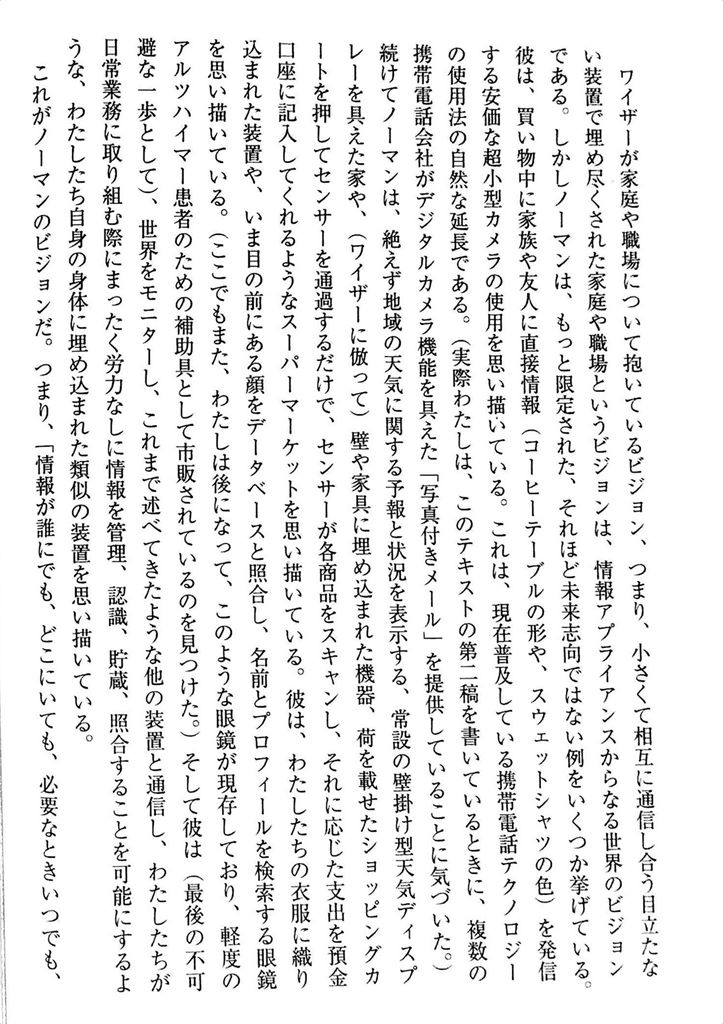 ワイザーが家庭や職場について抱いているビジョン、つまり、小さくて相互に通信し合う目立たな
い装置で埋め尽くされた家庭や職場というビジョンは、情報アプライアンスからなる世界のビジョン
である。しかしノーマンは、もっと限定された、それほど未来志向ではない例をいくつか挙げている。
彼は、買い物中に家族や友人に直接情報（コーヒーテーブルの形や、スウェットシャツの色）を発信
する安価な超小型カメラの使用を思い描いている。これは、現在普及している携帯電話テクノロジー
の使用法の自然な延長である。（実際わたしは、このテキストの第二稿を書いているときに、複数の
携帯電話会社がデジタルカメラ機能を具えた「写真付きメール」を提供していることに気づいた。）
続けてノーマンは、絶えず地域の天気に関する予報と状況を表示する、常設の壁掛け型天気ディスプ
レーを具えた家や、（ワイザーに倣って）壁や家具に埋め込まれた機器、荷を載せたショッピングカ
ートを押してセンサーを通過するだけで、センサーが各商品をスキャンし、それに応じた支出を預金
口座に記入してくれるようなスーパーマーケットを思い描いている。彼は、わたしたちの衣服に織り
込まれた装置や、いま目の前にある顔をデータベースと照合し、名前とプロフィールを検索する眼鏡
を思い描いている。（ここでもまた、わたしは後になって、このような眼鏡が現存しており、軽度の
アルツハイマー患者のための補助具として市販されているのを見つけた。）そして彼は（最後の不可
避な一歩として）、世界をモニターし、これまで述べてきたような他の装置と通信し、わたしたちが
日常業務に取り組む際にまったく労力なしに情報を管理、認識、貯蔵、照合することを可能にするよ
うな、わたしたち自身の身体に埋め込まれた類似の装置を思い描いている。
　これがノーマンのビジョンだ。つまり、「情報が誰にでも、どこにいても、必要なときいつでも、